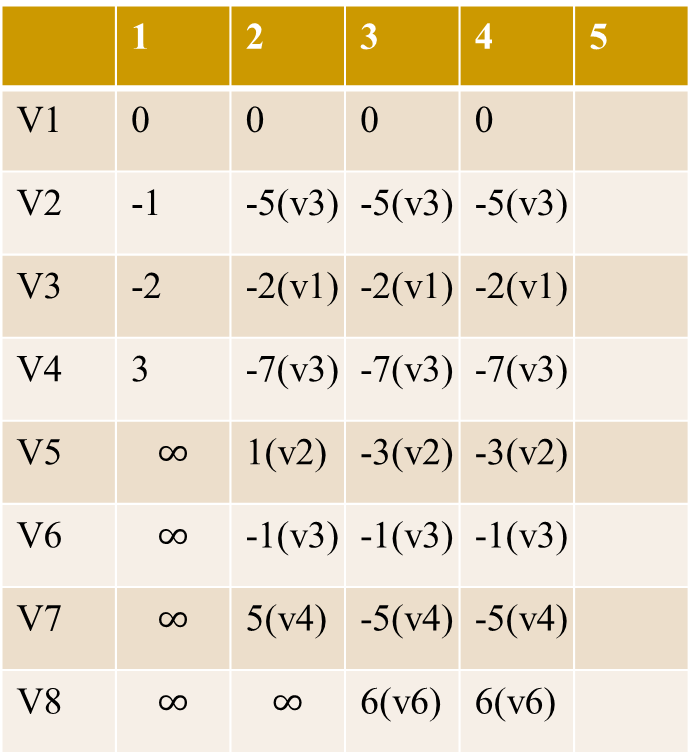 1 2 3 4 5
V1 0 0 0 0
V2 -1 -5(v3) -5(v3) -5(v3)
V3 -2 -2(v1) -2(v1) -2(v1)
V4 3 -7(v3) -7(v3) -7(v3)
V5 ∞ 1(v2) -3(v2) -3(v2)
V6 ∞ -1(v3) -1(v3) -1(v3)
V7 ∞ 5(v4) -5(v4) -5(v4)
V8 ∞ ∞ 6(v6) 6(v6)